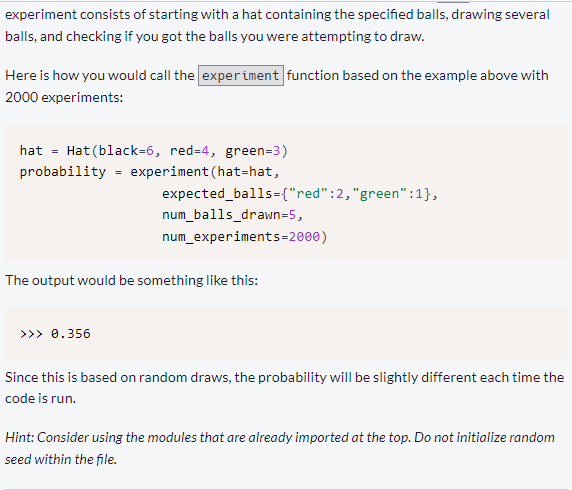 experiment consists of starting with a hat containing the specified balls, drawing several
balls, and checking if you got the balls you were attempting to draw.
Here is how you would call the experiment function based on the example above with
2000 experiments:
hat = Hat(black=6, red=4, green=3)
probability = experiment(hat=hat,
expected_balls={"red":2,"green":1},
num_balls_drawn=5,
num_experiments=2000)
The output would be something like this:
>>> 0.356
Since this is based on random draws, the probability will be slightly different each time the
code is run.
Hint: Consider using the modules that are already imported at the top. Do not initialize random
seed within the file.